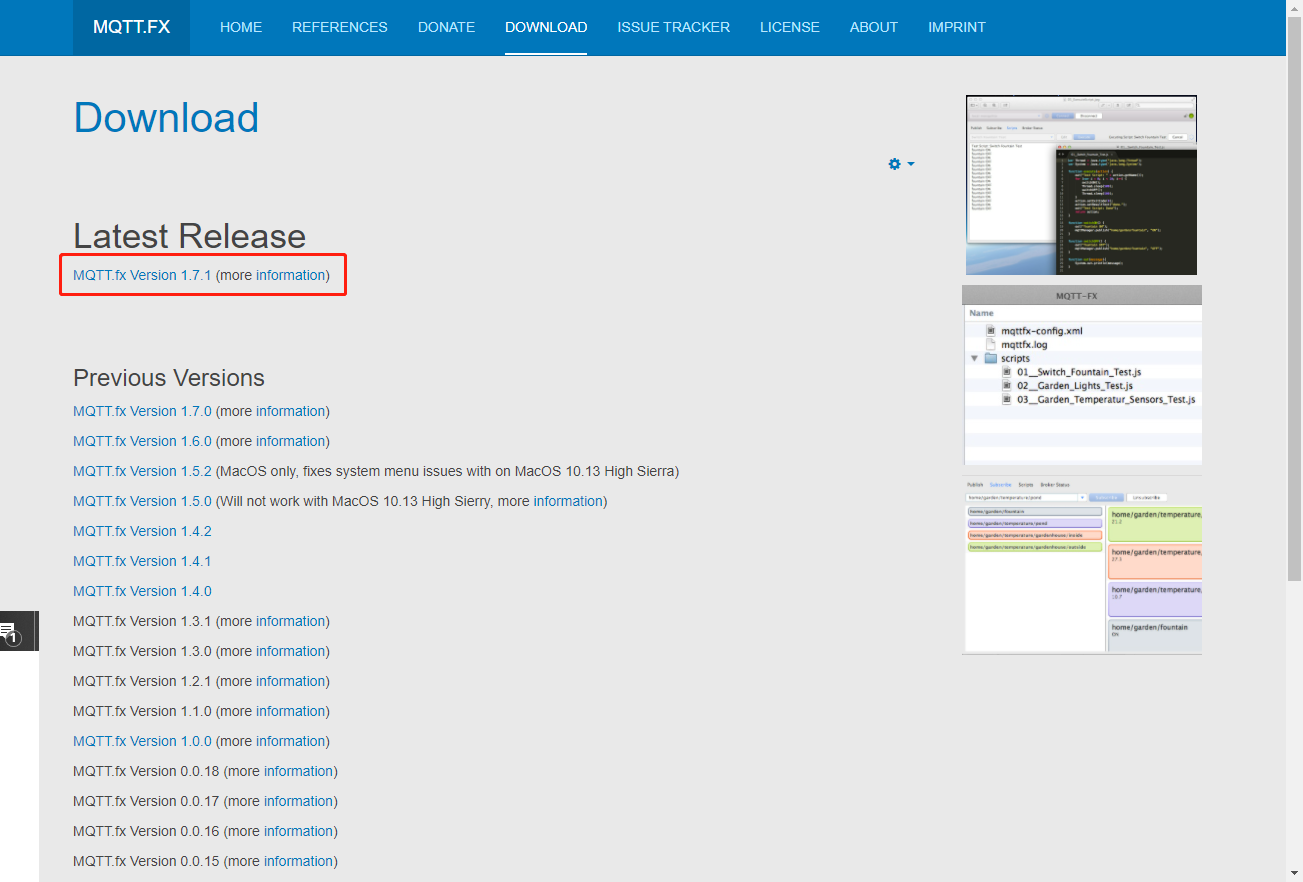 MQTT.FX HOME REFERENCES DONATE DOWNLOAD ISSUE TRACKER LICENSE ABOUT IMPRINT
Download
Latest Release
MQTT.fx Version 1.7.1 (more information)
Previous Versions
MQTT.fx Version 1.7.0 (more information)
MQTT.fx Version 1.6.0 (more information)
MQTT.fx Version 1.5.2 (MacOS only, fixes system menu issues with on MacOS 10.13 High Sierra)
MQTT.fx Version 1.5.0 (Will not work with MacOS 10.13 High Sierry, more information)
MQTT.fx Version 1.4.2
MQTT.fx Version 1.4.1
MQTT.fx Version 1.4.0
MQTT.fx Version 1.3.1 (more information)
MQTT.fx Version 1.3.0 (more information)
MQTT.fx Version 1.2.1 (more information)
MQTT.fx Version 1.1.0 (more information)
MQTT.fx Version 1.0.0 (more information)
MQTT.fx Version 0.0.18 (more information)
MQTT.fx Version 0.0.17 (more information)
MQTT.fx Version 0.0.16 (more information)
MQTT.fx Version 0.0.15 (more information)
1
MQTT-FX
Name
mqttfx-config.xml
mqttfx.log
scripts
01__Switch_Fountain_Test.js
02__Garden_Lights_Test.js
03__Garden_Temperatur_Sensors_Test.js
Publish Subscribe Scripts Broker Status
home/garden/temperature/pond Subscribe
home/garden/fountain
home/garden/temperature/pond
home/garden/temperature/gardenhouse/inside
home/garden/temperature/gardenhouse/outside
home/garden/temperature,
21.2
home/garden/temperature,
home/garden/temperature,
home/garden/fountain
ON